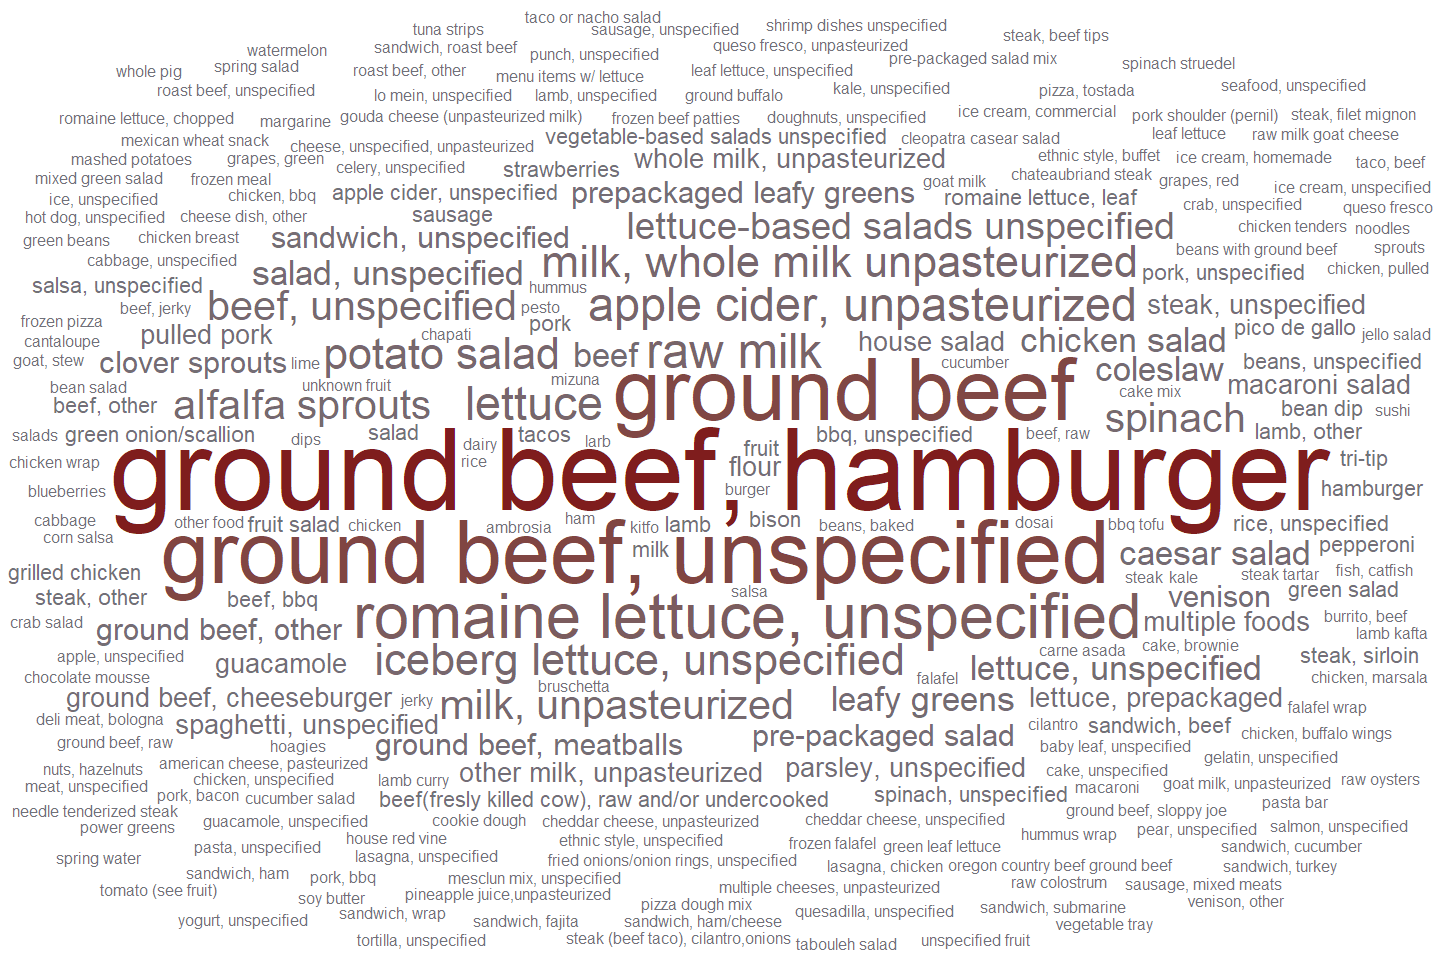 taco or nacho salad
tuna strips
sausage, unspecified
shrimp dishes unspecified
steak, beef tips
watermelon
sandwich, roast beef
punch, unspecified
queso fresco, unpasteurized
pre-packaged salad mix
spinach struedel
whole pig
spring salad
roast beef, other
menu items w/ lettuce
leaf lettuce, unspecified
seafood, unspecified
roast beef, unspecified
lo mein, unspecified
lamb, unspecified
ground buffalo
kale, unspecified
pizza, tostada
romaine lettuce, chopped
margarine
gouda cheese (unpasteurized milk)
frozen beef patties
doughnuts, unspecified
ice cream, commercial
pork shoulder (pernil)
steak, filet mignon
mexican wheat snack
cheese, unspecified, unpasteurized
vegetable-based salads unspecified
cleopatra casear salad
leaf lettuce
raw milk goat cheese
mashed potatoes
grapes, green
celery, unspecified
strawberries
whole milk, unpasteurized
ethnic style, buffet
ice cream, homemade
taco, beef
mixed green salad
frozen meal
chicken, bbq
apple cider, unspecified
prepackaged leafy greens
goat milk
chateaubriand steak
grapes, red
ice cream, unspecified
ice, unspecified
romaine lettuce, leaf
crab, unspecified
queso fresco
hot dog, unspecified
cheese dish, other
sausage
lettuce-based salads unspecified
chicken tenders
noodles
green beans
chicken breast
sandwich, unspecified
beans with ground beef
sprouts
cabbage, unspecified
salad, unspecified
milk, whole milk unpasteurized
pork, unspecified
chicken, pulled
salsa, unspecified
hummus
beef, jerky
beef, unspecified
pesto
apple cider, unpasteurized
steak, unspecified
frozen pizza
pulled pork
chapati
pork
pico de gallo
jello salad
cantaloupe
house salad
chicken salad
goat, stew
clover sprouts
lime
potato salad
beef
raw milk
cucumber
coleslaw
beans, unspecified
bean salad
unknown fruit
mizuna
ground beef
cake mix
macaroni salad
beef, other
alfalfa sprouts
lettuce
spinach
bean dip
sushi
salads
green onion/scallion
dips
salad
tacos
larb
bbq, unspecified
beef, raw
lamb, other
dairy
fruit
chicken wrap
rice
flour
tri-tip
ground beef, hamburger
blueberries
burger
hamburger
cabbage
other food
fruit salad
chicken
ambrosia
ham
kitfo
lamb
bison
beans, baked
dosai
bbq tofu
rice, unspecified
corn salsa
ground beef, unspecified
milk
caesar salad
pepperoni
grilled chicken
steak kale
steak tartar
fish, catfish
steak, other
beef, bbq
salsa
venison
green salad
crab salad
ground beef, other
romaine lettuce, unspecified
multiple foods
burrito, beef
lamb kafta
apple, unspecified
guacamole
iceberg lettuce, unspecified
carne asada
cake, brownie
steak, sirloin
chocolate mousse
bruschetta
falafel
lettuce, unspecified
chicken, marsala
ground beef, cheeseburger
jerky
milk, unpasteurized
leafy greens
lettuce, prepackaged
falafel wrap
deli meat, bologna
spaghetti, unspecified
cilantro
sandwich, beef
chicken, buffalo wings
ground beef, raw
hoagies
ground beef, meatballs
pre-packaged salad
baby leaf, unspecified
gelatin, unspecified
nuts, hazelnuts
american cheese, pasteurized
lamb curry
other milk, unpasteurized
parsley, unspecified
cake, unspecified
goat milk, unpasteurized
raw oysters
meat, unspecified
chicken, unspecified
macaroni
pork, bacon
cucumber salad
beef(fresly killed cow), raw and/or undercooked
spinach, unspecified
pasta bar
needle tenderized steak
ground beef, sloppy joe
power greens
guacamole, unspecified
cookie dough
cheddar cheese, unpasteurized
cheddar cheese, unspecified
hummus wrap
pear, unspecified
salmon, unspecified
house red vine
ethnic style, unspecified
frozen falafel
green leaf lettuce
sandwich, cucumber
pasta, unspecified
spring water
lasagna, unspecified
fried onions/onion rings, unspecified
lasagna, chicken
oregon country beef ground beef
sandwich, turkey
sandwich, ham
pork, bbq
mesclun mix, unspecified
multiple cheeses, unpasteurized
raw colostrum
sausage, mixed meats
tomato (see fruit)
soy butter
pineapple juice,unpasteurized
pizza dough mix
venison, other
yogurt, unspecified
sandwich, wrap
sandwich, fajita
sandwich, ham/cheese
quesadilla, unspecified
sandwich, submarine
vegetable tray
tortilla, unspecified
steak (beef taco), cilantro,onions
tabouleh salad
unspecified fruit